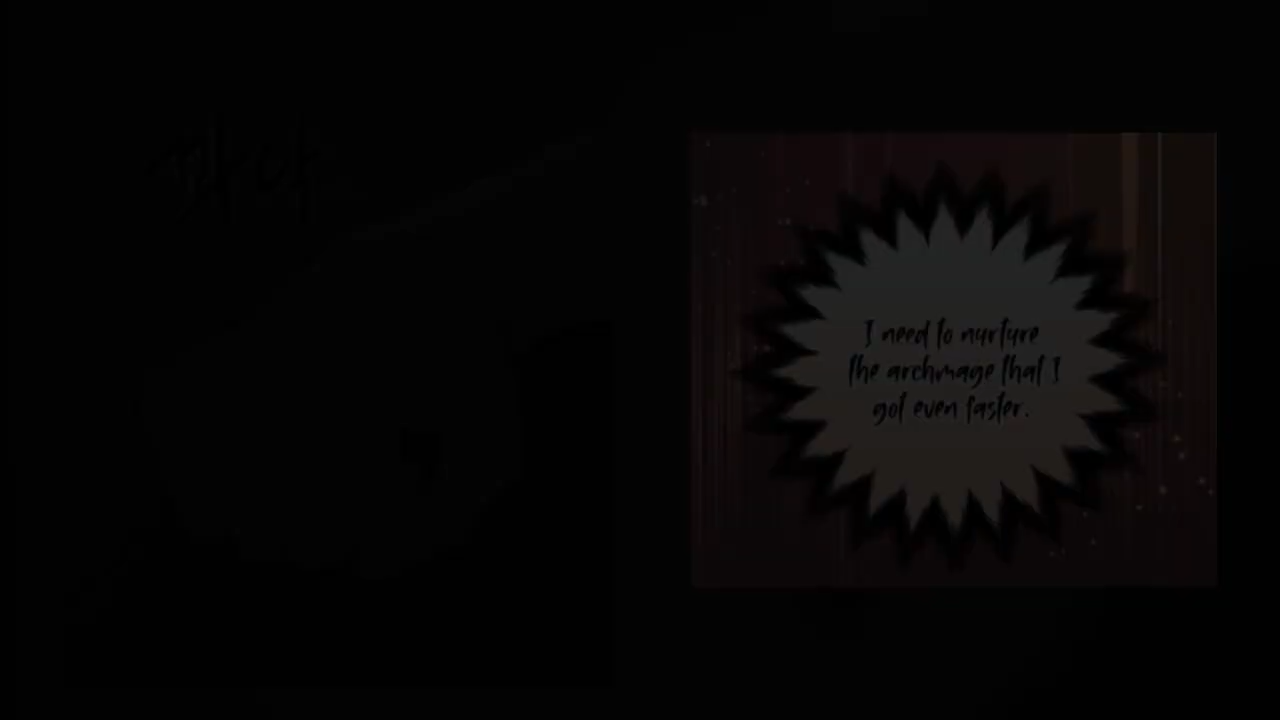 I need to nurture
the archmage that I
got even faster.